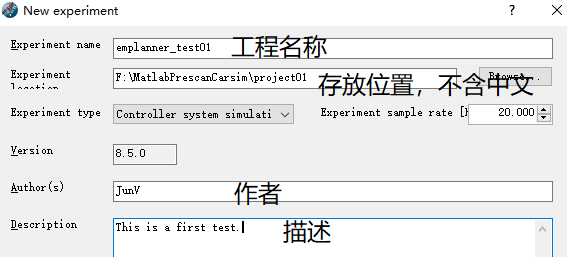 New experiment
Experiment name
emplanner_test01 工程名称
Experiment location
F:\MatlabPrescanCarsim\project01 存放位置，不含中文 Browse...
Experiment type Controller system simulati Experiment sample rate [H 20.000
Version 8.5.0
Author(s) JunV 作者
Description This is a first test. 描述